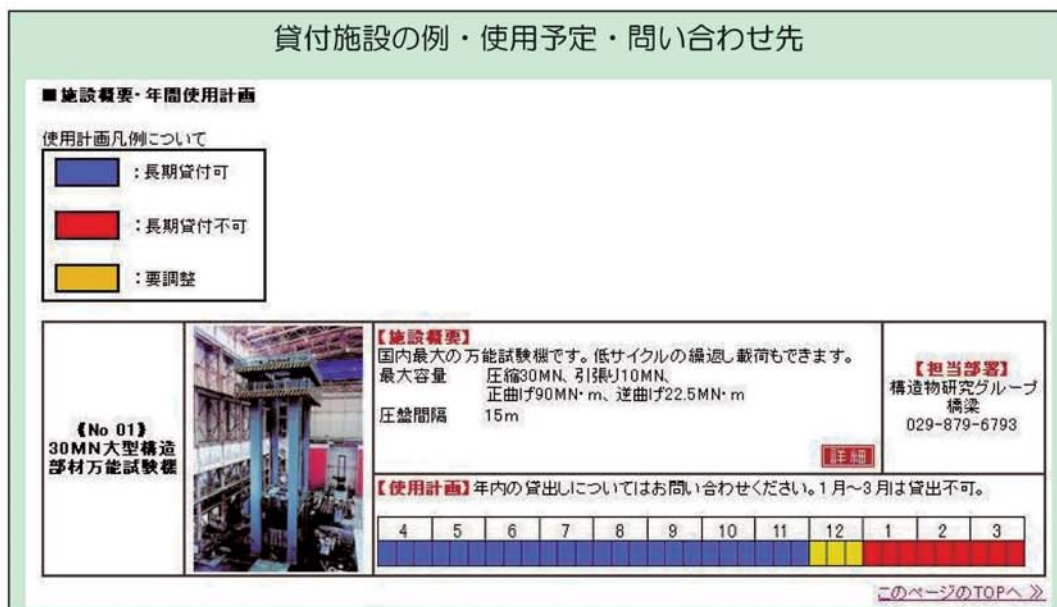 貸付施設の例・使用予定・問い合わせ先
■施設概要・年間使用計画
使用計画凡例について
：長期貸付可
：長期貸付不可
：要調整
《No 01》
30MN大型構造
部材万能試験機
【施設概要】
国内最大の万能試験機です。低サイクルの繰返し載荷もできます。
最大容量 圧縮30MN、引張り10MN、
正曲げ90MN・m、逆曲げ22.5MN・m
圧盤間隔 15m
詳細
【担当部署】
構造物研究グループ
橋梁
029-879-6793
【使用計画】年内の貸出しについてはお問い合わせください。1月～3月は貸出不可。
4 5 6 7 8 9 10 11 12 1 2 3
このページのTOPへ ≫